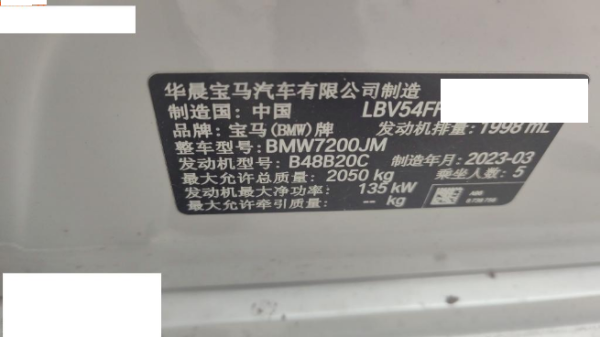 华晨宝马汽车有限公司制造
制造国: 中国 LBV54FF
品牌: 宝马(BMW)牌 发动机排量: 1998 mL
整车型号: BMW7200JM
发动机型号: B48B20C 制造年月: 2023-03
最大允许总质量: 2050 kg 乘坐人数: 5
发动机最大净功率: 135 kW
最大允许牵引质量: -- kg